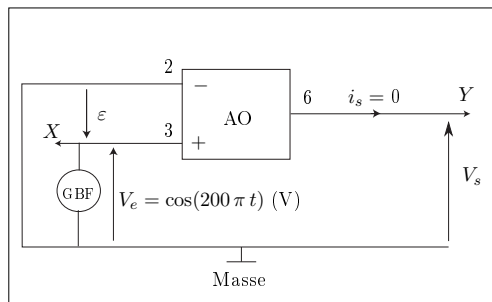 2
−
6
i_s = 0
Y
ε
AO
X
3
+
V_s
GBF
V_e = cos(200 π t) (V)
Masse